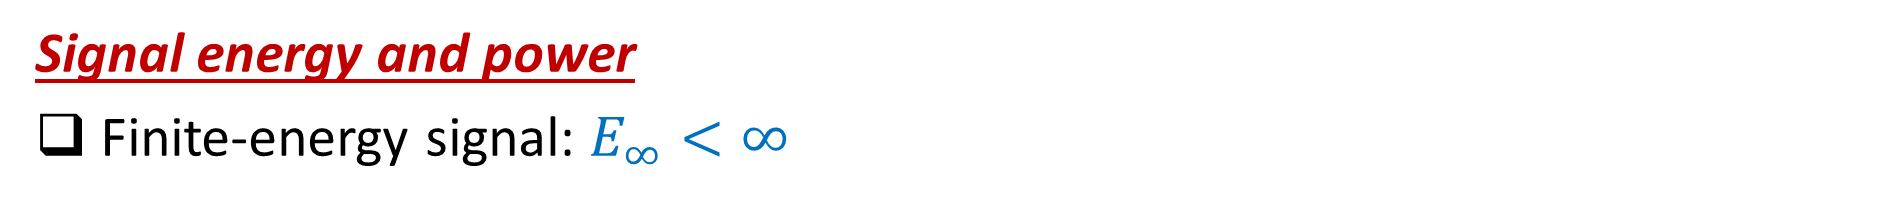 Signal energy and power
❑ Finite-energy signal: E∞ < ∞